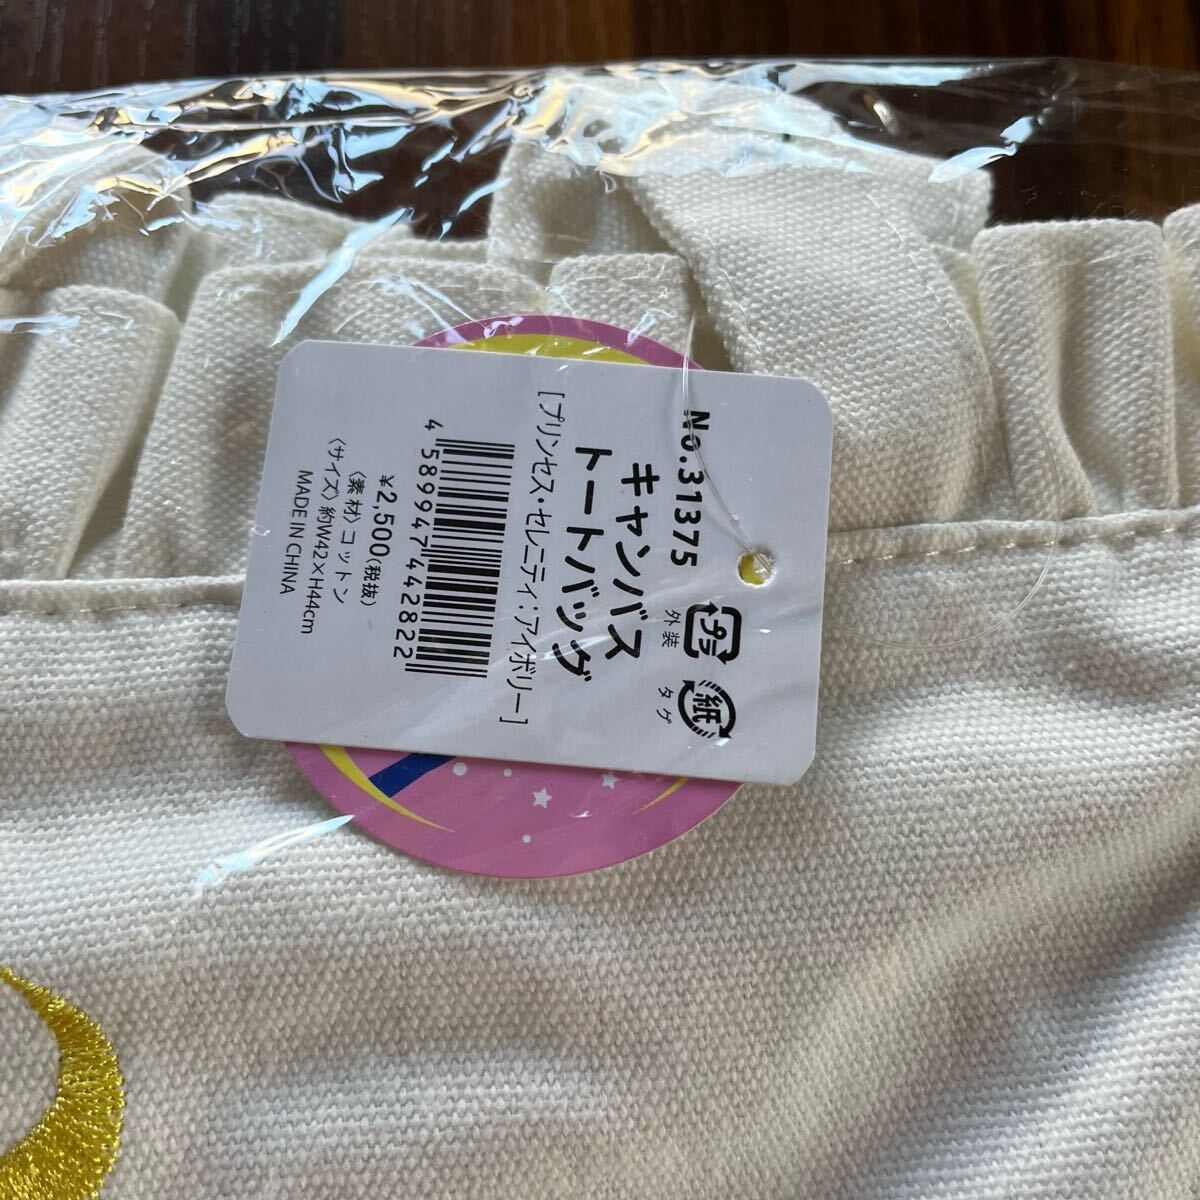 No.31375
キャンバス
トートバッグ
[プリンセス・セレニティ:アイボリー]
4 589947 442822
¥2,500(税抜)
〈素材〉コットン
〈サイズ〉約W42×H44cm
MADE IN CHINA
プラ
外装
紙
タグ